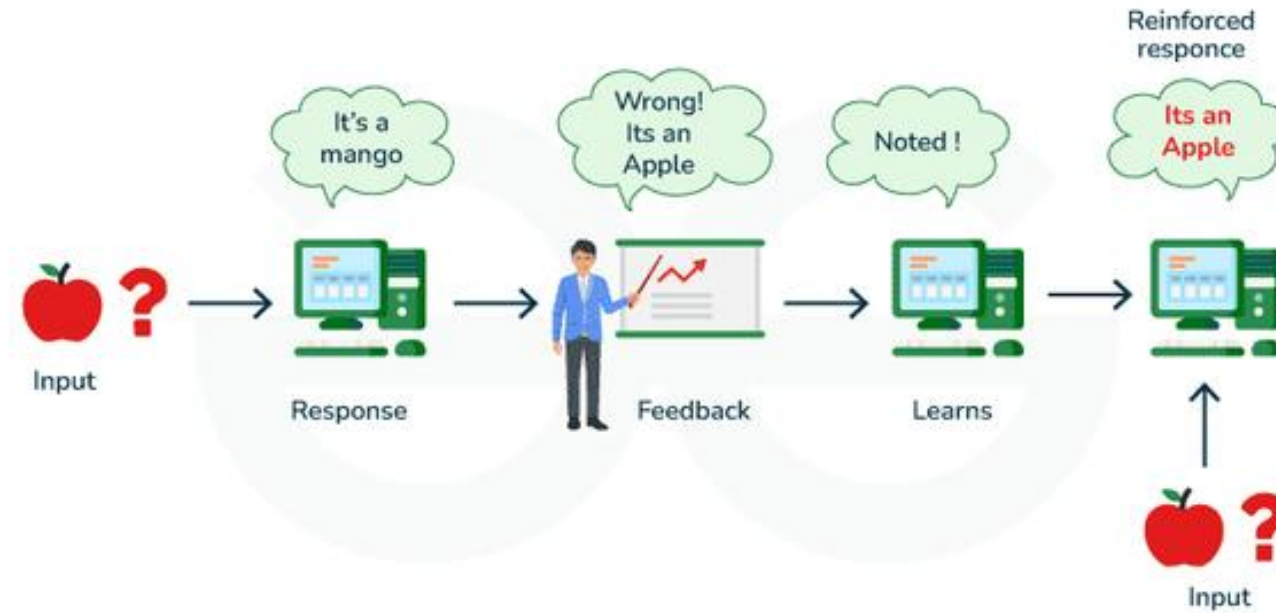 Reinforced
responce
It's a
mango
Wrong!
Its an
Apple
Noted !
Its an
Apple
?
Input
Response
Feedback
Learns
?
Input